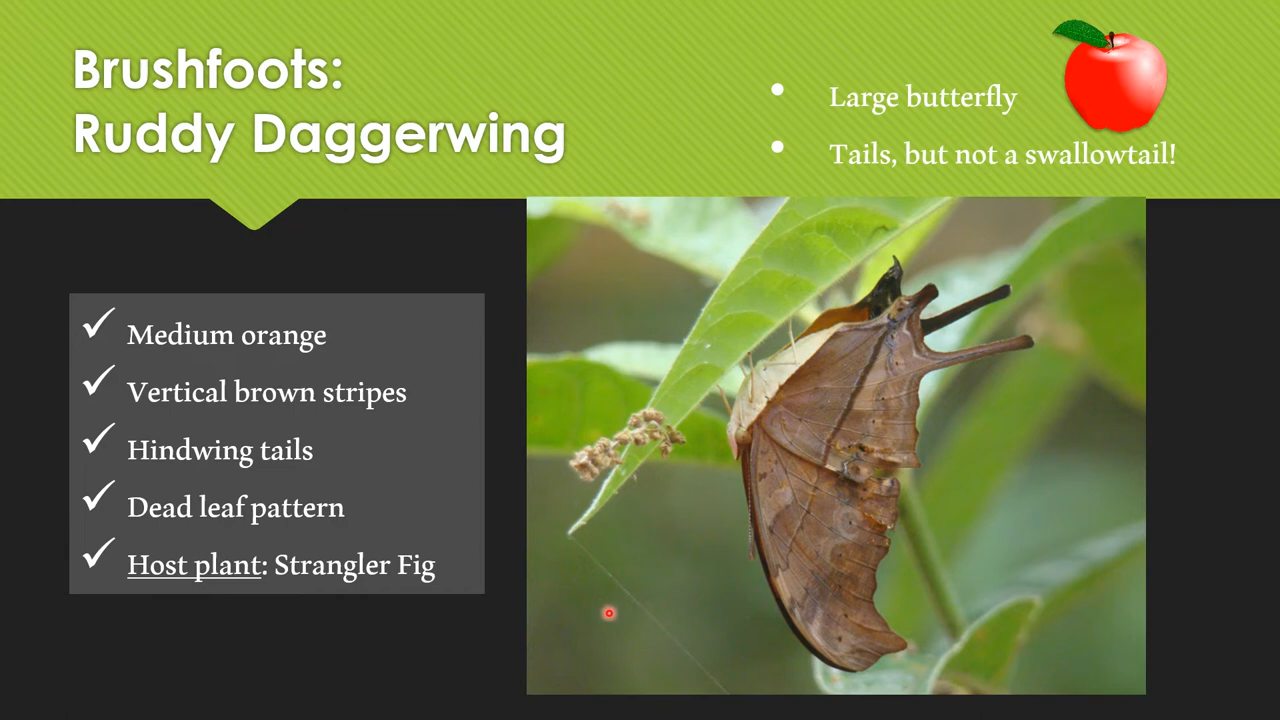 Brushfoots:
Ruddy Daggerwing
• Large butterfly
• Tails, but not a swallowtail!
✓ Medium orange
✓ Vertical brown stripes
✓ Hindwing tails
✓ Dead leaf pattern
✓ Host plant: Strangler Fig